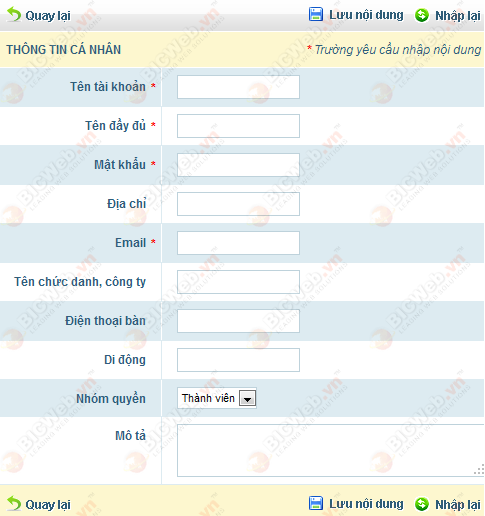 Quay lại Lưu nội dung Nhập lại
THÔNG TIN CÁ NHÂN * Trường yêu cầu nhập nội dung
Tên tài khoản *
Tên đầy đủ *
Mật khẩu *
Địa chỉ
Email *
Tên chức danh, công ty
Điện thoại bàn
Di động
Nhóm quyền Thành viên
Mô tả
Quay lại Lưu nội dung Nhập lại
BICWeb.vn